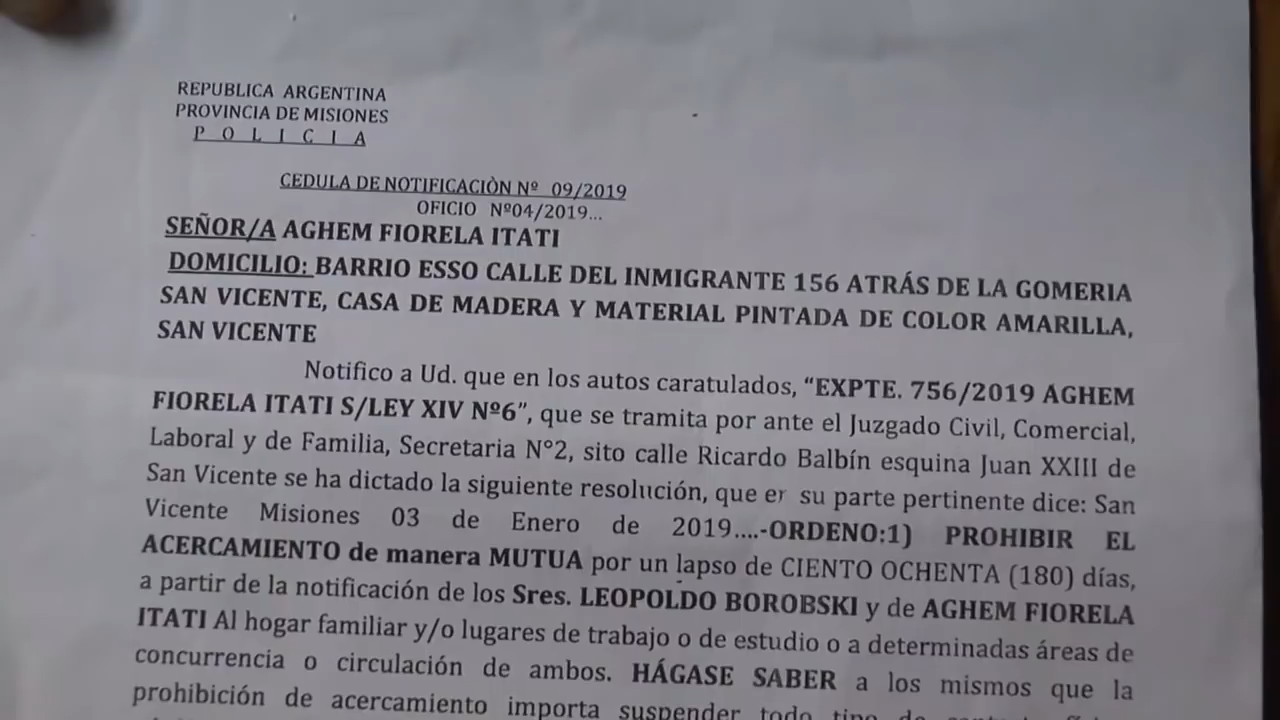 REPUBLICA ARGENTINA
PROVINCIA DE MISIONES
P O L I C I A
CEDULA DE NOTIFICACIÒN Nº 09/2019
OFICIO Nº04/2019...
SEÑOR/A AGHEM FIORELA ITATI
DOMICILIO: BARRIO ESSO CALLE DEL INMIGRANTE 156 ATRÁS DE LA GOMERIA
SAN VICENTE, CASA DE MADERA Y MATERIAL PINTADA DE COLOR AMARILLA,
SAN VICENTE
Notifico a Ud. que en los autos caratulados, “EXPTE. 756/2019 AGHEM
FIORELA ITATI S/LEY XIV Nº6”, que se tramita por ante el Juzgado Civil, Comercial,
Laboral y de Familia, Secretaria N°2, sito calle Ricardo Balbín esquina Juan XXIII de
San Vicente se ha dictado la siguiente resolución, que en su parte pertinente dice: San
Vicente Misiones 03 de Enero de 2019....-ORDENO:1) PROHIBIR EL
ACERCAMIENTO de manera MUTUA por un lapso de CIENTO OCHENTA (180) días,
a partir de la notificación de los Sres. LEOPOLDO BOROBSKI y de AGHEM FIORELA
ITATI Al hogar familiar y/o lugares de trabajo o de estudio o a determinadas áreas de
concurrencia o circulación de ambos. HÁGASE SABER a los mismos que la
prohibición de acercamiento importa suspender todo tipo de